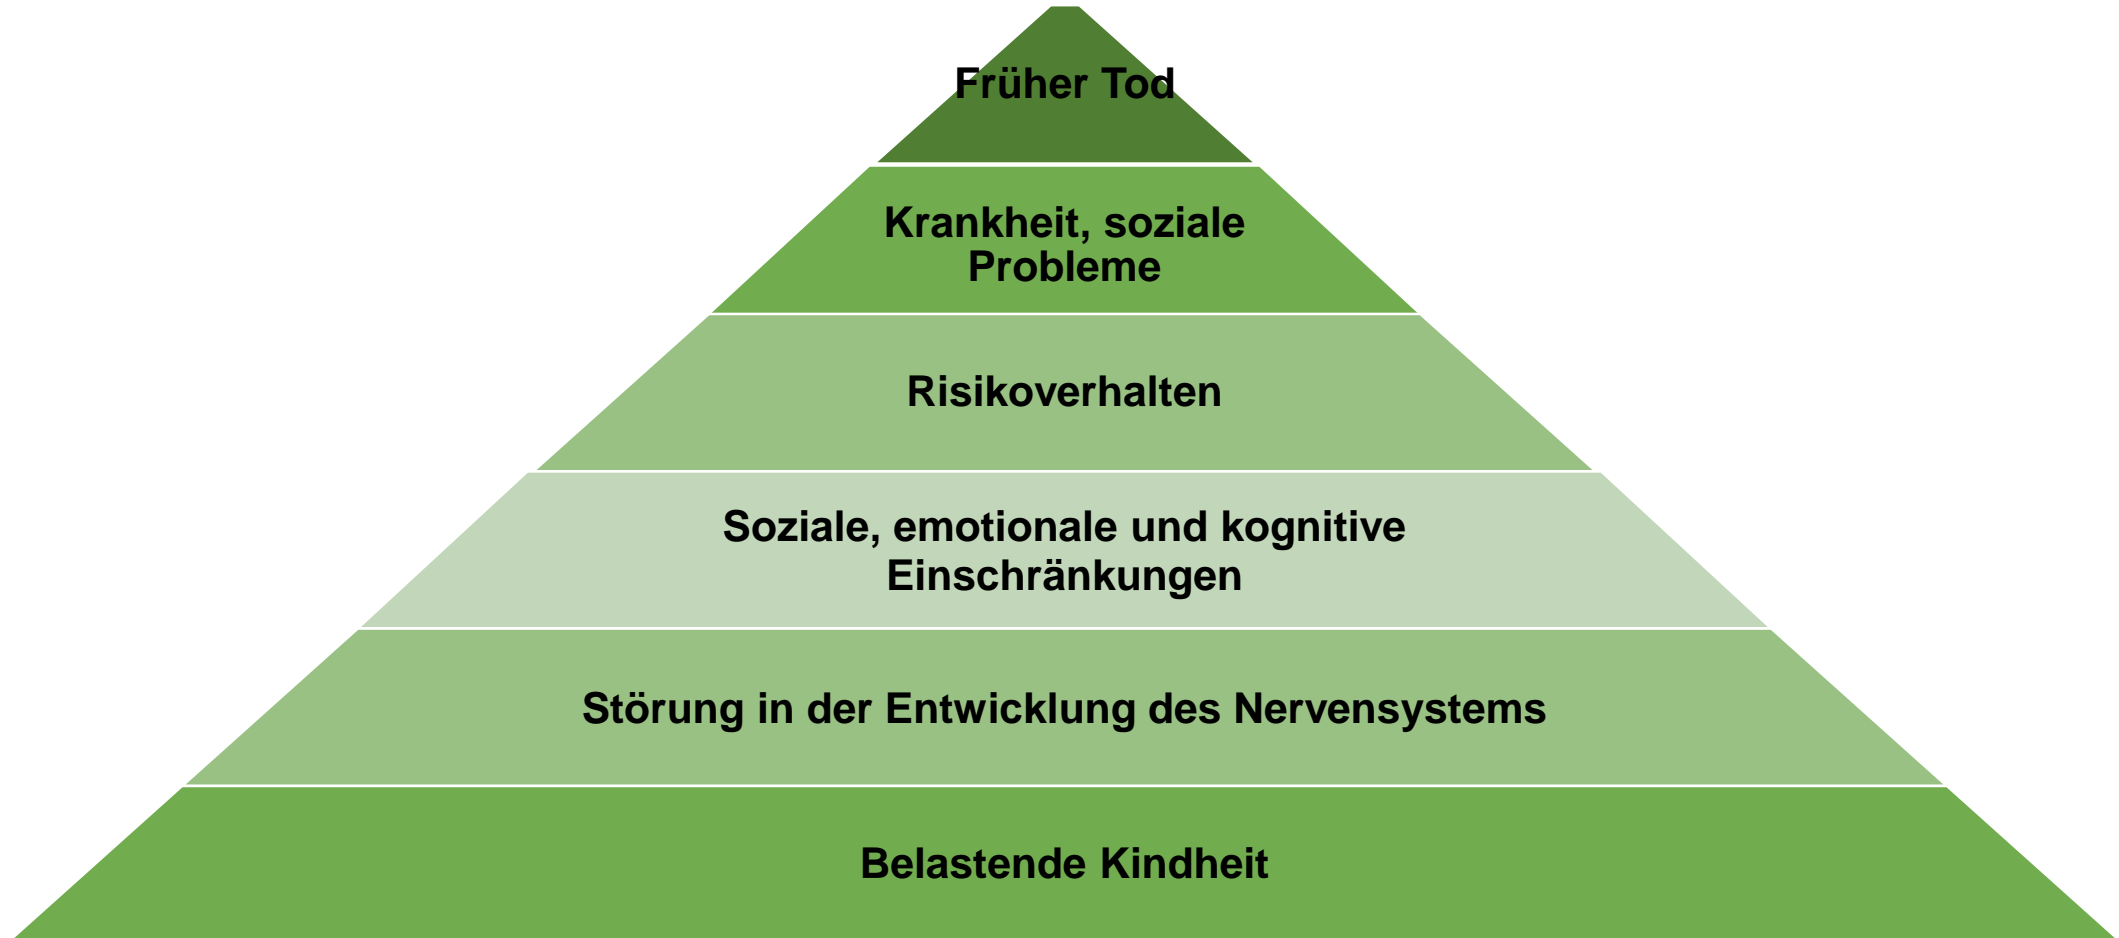 Früher Tod
Krankheit, soziale
Probleme
Risikoverhalten
Soziale, emotionale und kognitive
Einschränkungen
Störung in der Entwicklung des Nervensystems
Belastende Kindheit